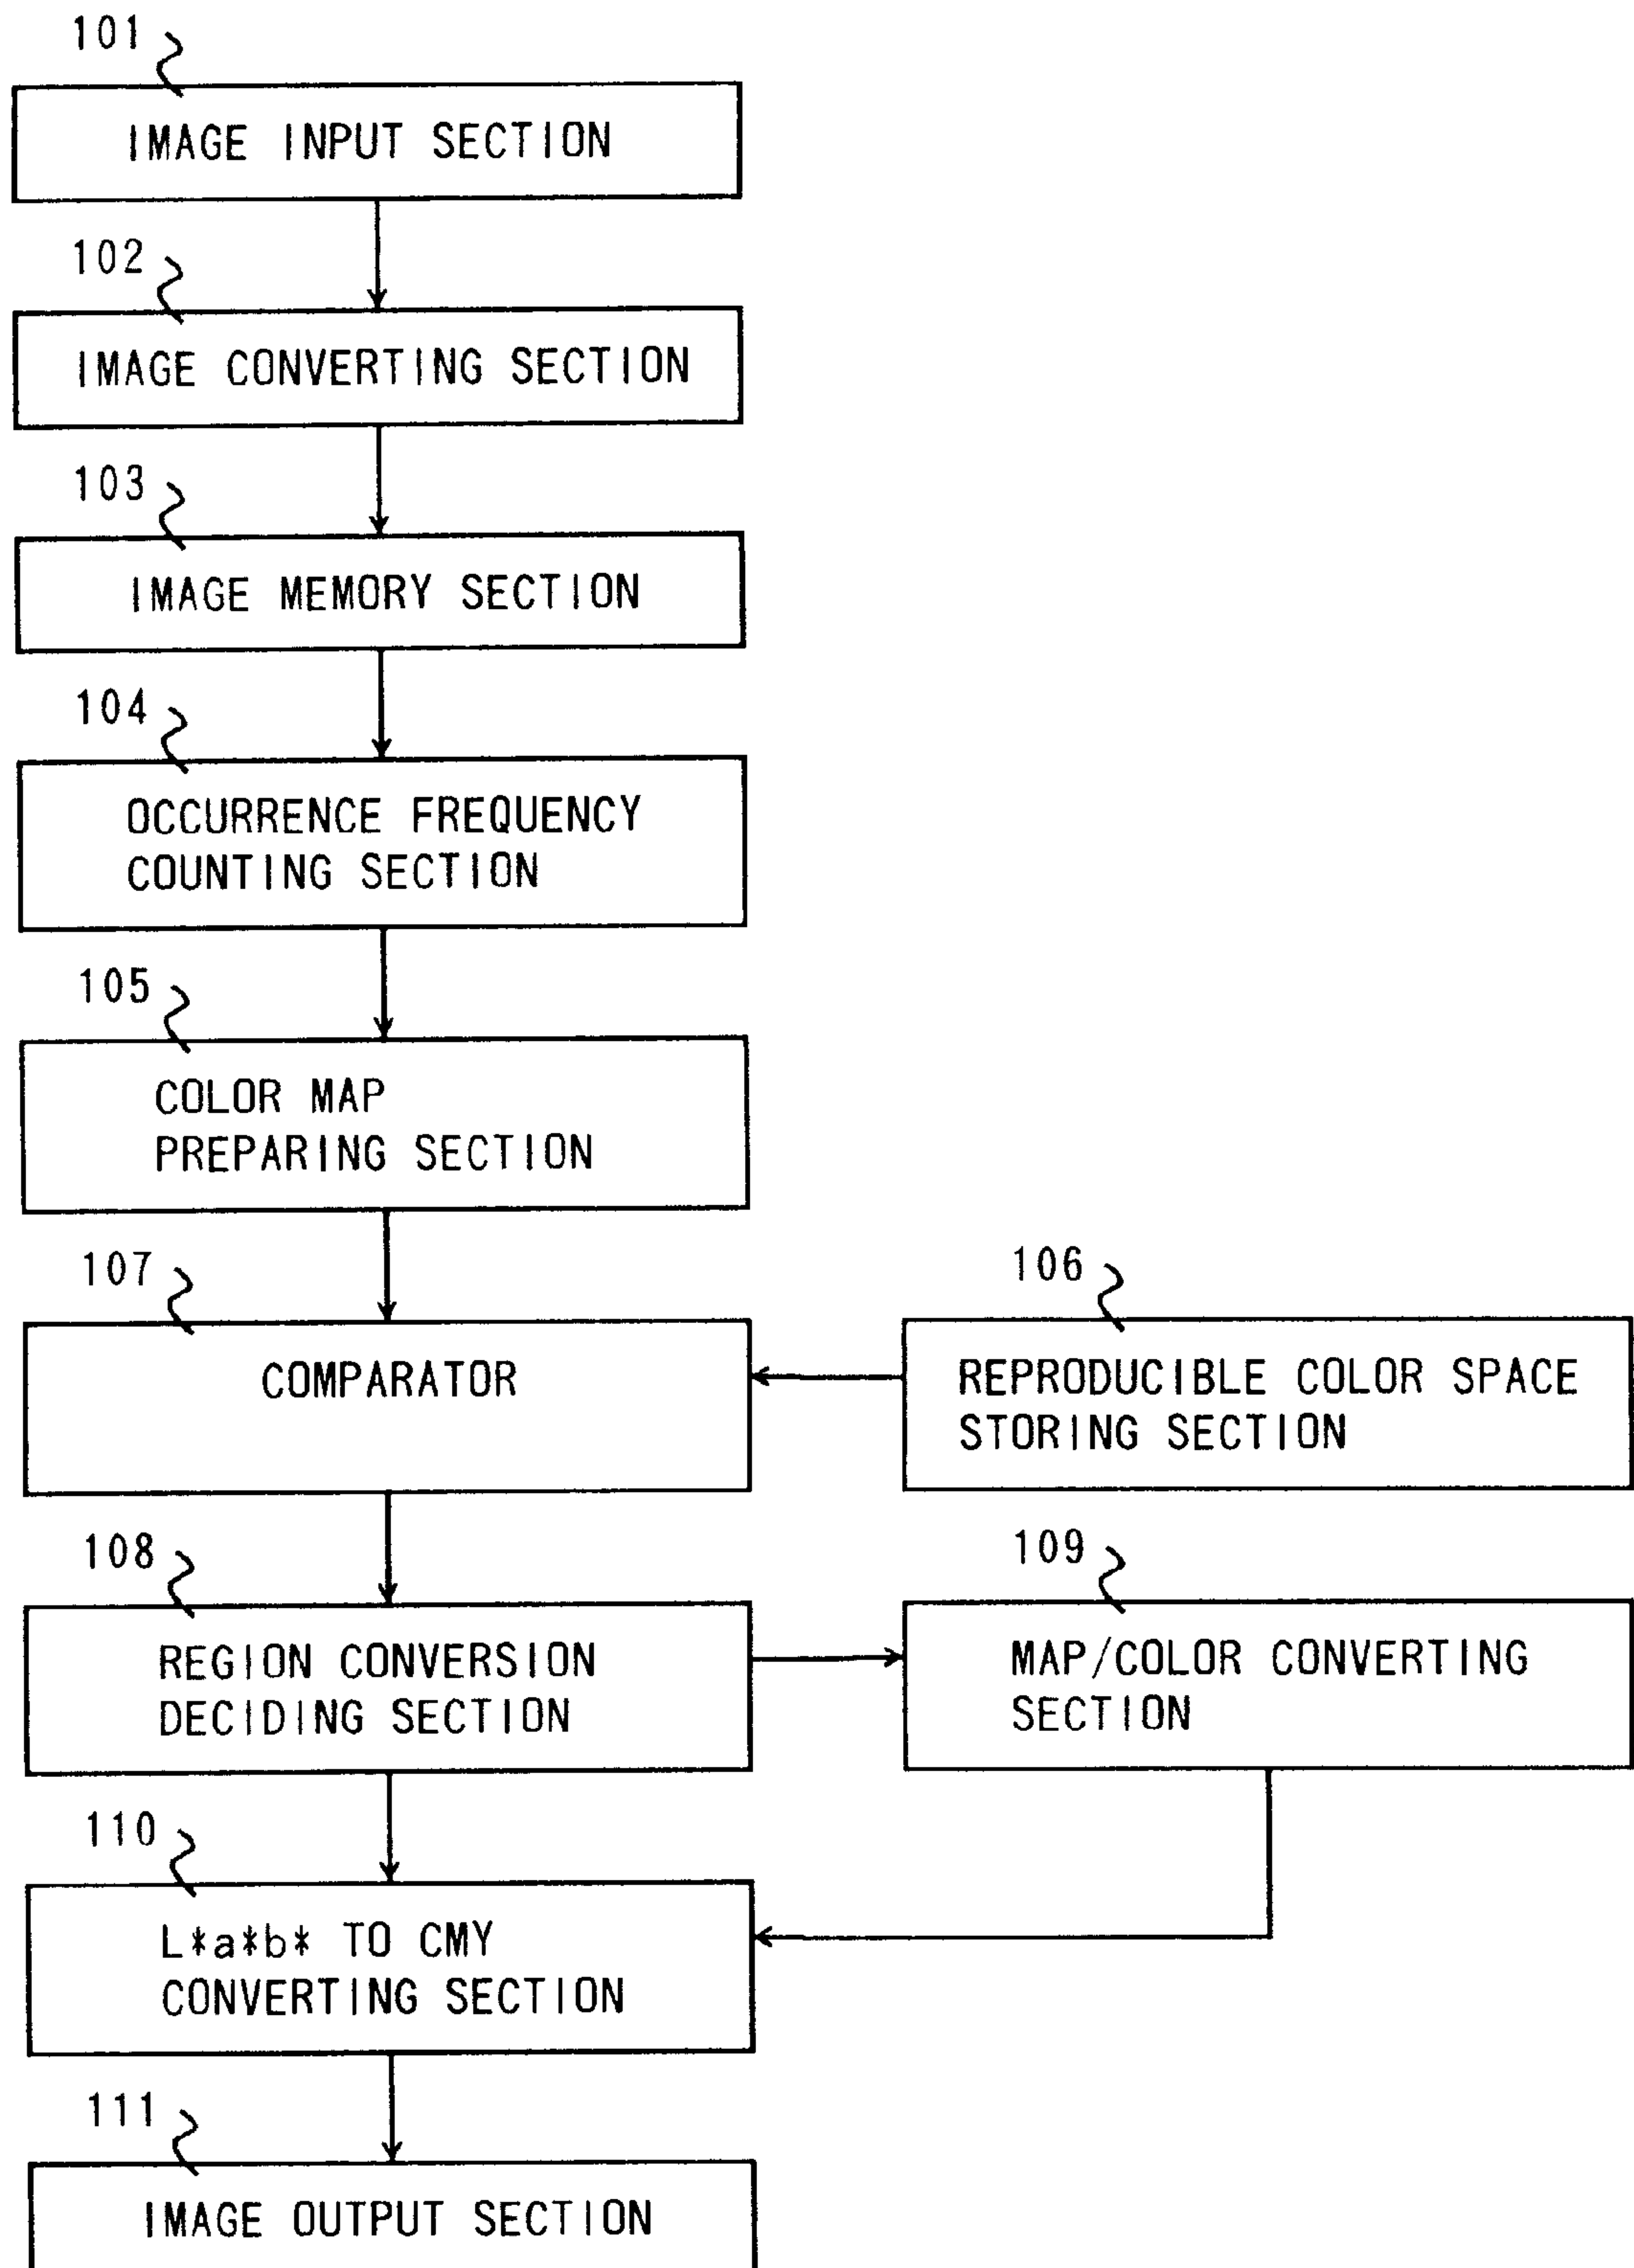 101
IMAGE INPUT SECTION
102
IMAGE CONVERTING SECTION
103
IMAGE MEMORY SECTION
104
OCCURRENCE FREQUENCY
COUNTING SECTION
105
COLOR MAP
PREPARING SECTION
107
COMPARATOR
106
REPRODUCIBLE COLOR SPACE
STORING SECTION
108
REGION CONVERSION
DECIDING SECTION
109
MAP/COLOR CONVERTING
SECTION
110
L*a*b* TO CMY
CONVERTING SECTION
111
IMAGE OUTPUT SECTION